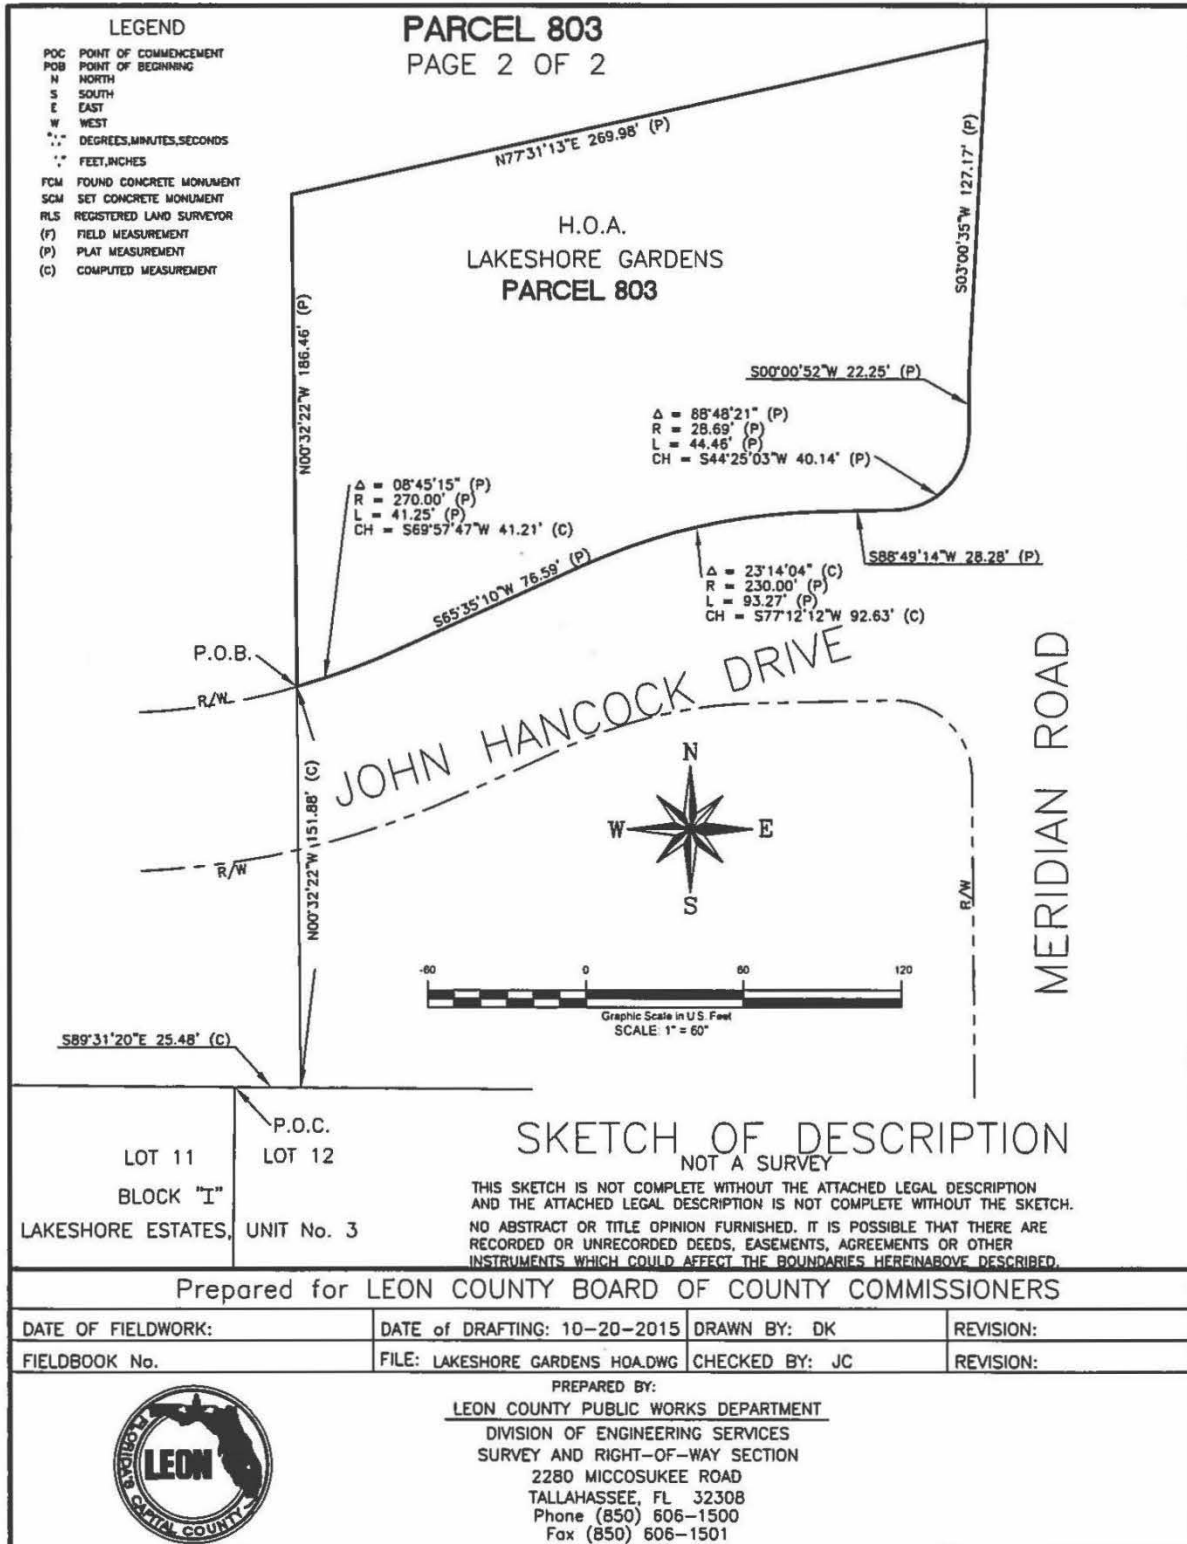 LEGEND
POC POINT OF COMMENCEMENT
POB POINT OF BEGINNING
N NORTH
S SOUTH
E EAST
W WEST
°,'," DEGREES,MINUTES,SECONDS
'," FEET,INCHES
FCM FOUND CONCRETE MONUMENT
SCM SET CONCRETE MONUMENT
RLS REGISTERED LAND SURVEYOR
(F) FIELD MEASUREMENT
(P) PLAT MEASUREMENT
(C) COMPUTED MEASUREMENT
PARCEL 803
PAGE 2 OF 2
N77°31'13"E 269.98' (P)
S03°00'35"W 127.17' (P)
H.O.A.
LAKESHORE GARDENS
PARCEL 803
N00°32'22"W 186.46' (P)
S00°00'52"W 22.25' (P)
Δ = 88°48'21" (P)
R = 28.69' (P)
L = 44.46' (P)
CH = S44°25'03"W 40.14' (P)
Δ = 08°45'15" (P)
R = 270.00' (P)
L = 41.25' (P)
CH = S69°57'47"W 41.21' (C)
S65°35'10"W 76.59' (P)
S88°49'14"W 28.28' (P)
Δ = 23°14'04" (C)
R = 230.00' (P)
L = 93.27' (P)
CH = S77°12'12"W 92.63' (C)
P.O.B.
R/W
JOHN HANCOCK DRIVE
MERIDIAN ROAD
N00°32'22"W 151.88' (C)
R/W
R/W
N
W E
S
-60 0 60 120
Graphic Scale in U.S. Feet
SCALE: 1" = 60"
S89°31'20"E 25.48' (C)
P.O.C.
LOT 11 LOT 12
BLOCK "I"
LAKESHORE ESTATES, UNIT No. 3
SKETCH OF DESCRIPTION
NOT A SURVEY
THIS SKETCH IS NOT COMPLETE WITHOUT THE ATTACHED LEGAL DESCRIPTION
AND THE ATTACHED LEGAL DESCRIPTION IS NOT COMPLETE WITHOUT THE SKETCH.
NO ABSTRACT OR TITLE OPINION FURNISHED. IT IS POSSIBLE THAT THERE ARE
RECORDED OR UNRECORDED DEEDS, EASEMENTS, AGREEMENTS OR OTHER
INSTRUMENTS WHICH COULD AFFECT THE BOUNDARIES HEREINABOVE DESCRIBED.
Prepared for LEON COUNTY BOARD OF COUNTY COMMISSIONERS
DATE OF FIELDWORK: DATE of DRAFTING: 10-20-2015 DRAWN BY: DK REVISION:
FIELDBOOK No. FILE: LAKESHORE GARDENS HOA.DWG CHECKED BY: JC REVISION:
LEON
FLORIDA'S CAPITAL COUNTY
PREPARED BY:
LEON COUNTY PUBLIC WORKS DEPARTMENT
DIVISION OF ENGINEERING SERVICES
SURVEY AND RIGHT-OF-WAY SECTION
2280 MICCOSUKEE ROAD
TALLAHASSEE, FL 32308
Phone (850) 606-1500
Fax (850) 606-1501